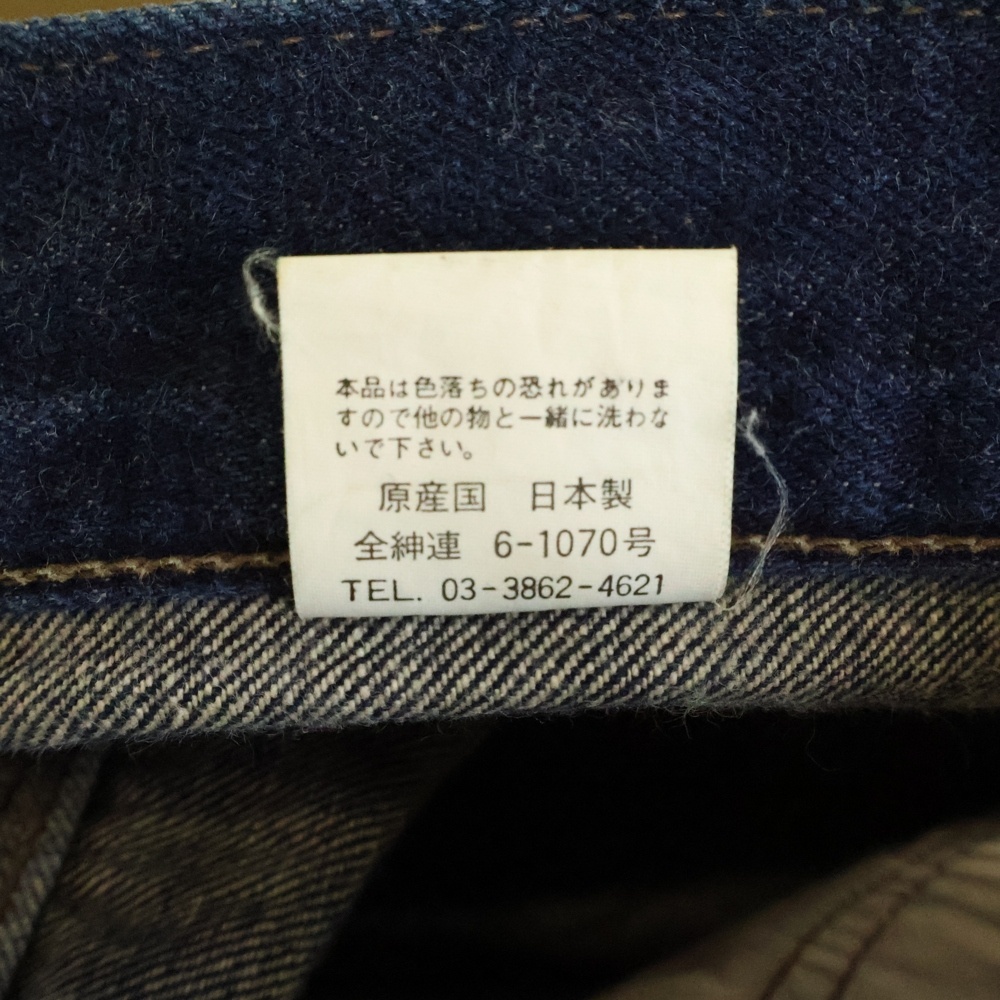 本品は色落ちの恐れがありま
すので他の物と一緒に洗わな
いで下さい。
原産国 日本製
全紳連 6-1070号
TEL. 03-3862-4621